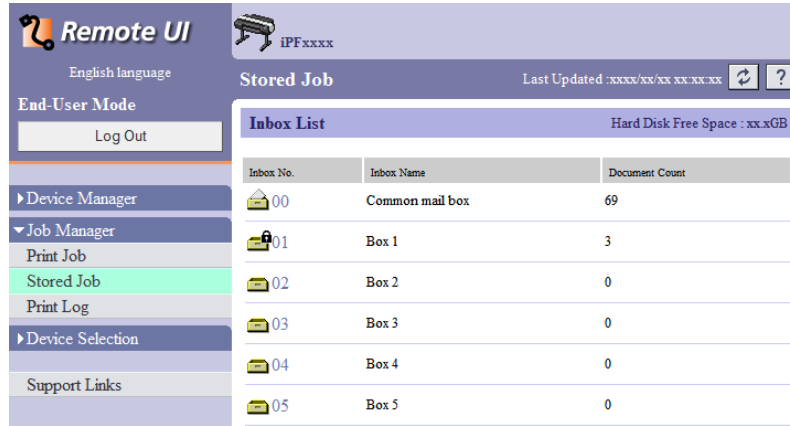 Remote UI
English language
End-User Mode
Log Out
Device Manager
Job Manager
Print Job
Stored Job
Print Log
Device Selection
Support Links
iPFxxxx
Stored Job Last Updated :xxxx/xx/xx xx:xx:xx ?
Inbox List Hard Disk Free Space : xx.xGB
Inbox No. Inbox Name Document Count
00 Common mail box 69
01 Box 1 3
02 Box 2 0
03 Box 3 0
04 Box 4 0
05 Box 5 0